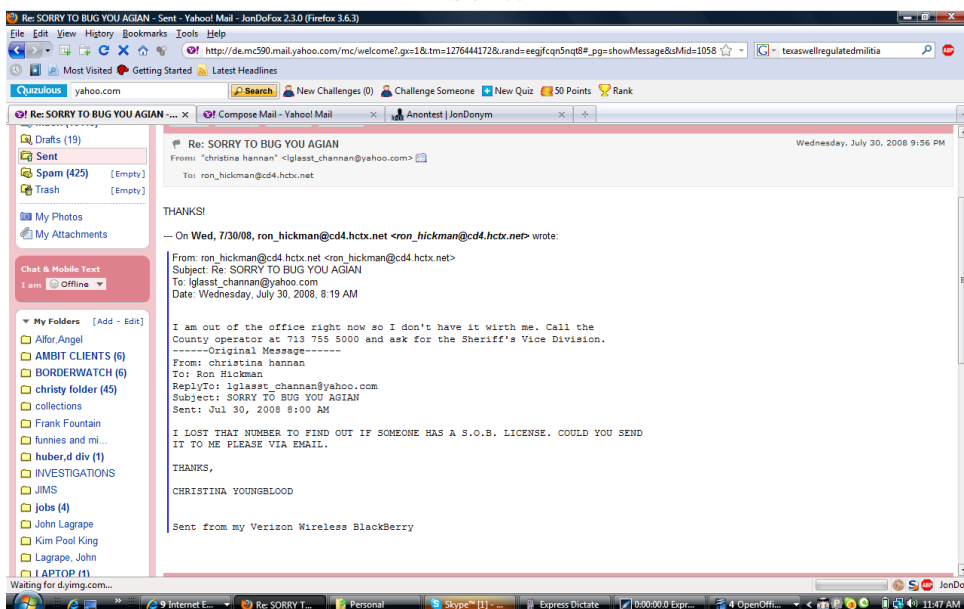 Re: SORRY TO BUG YOU AGIAN - Sent - Yahoo! Mail - JonDoFox 2.3.0 (Firefox 3.6.3)
File Edit View History Bookmarks Tools Help
http://de.mc590.mail.yahoo.com/mc/welcome?.gx=1&.tm=1276444172&.rand=eegjfcqn5nqt8#_pg=showMessage&sMid=1058
texaswellregulatedmilitia
Most Visited Getting Started Latest Headlines
Quizulous yahoo.com Search New Challenges (0) Challenge Someone New Quiz 50 Points Rank
Re: SORRY TO BUG YOU AGIAN -... Compose Mail - Yahoo! Mail Anontest | JonDonym
Drafts (19)
Sent
Spam (425) [Empty]
Trash [Empty]
My Photos
My Attachments
Chat & Mobile Text
I am Offline
My Folders [Add - Edit]
Alfor,Angel
AMBIT CLIENTS (6)
BORDERWATCH (6)
christy folder (45)
collections
Frank Fountain
funnies and mi...
huber,d div (1)
INVESTIGATIONS
JIMS
jobs (4)
John Lagrape
Kim Pool King
Lagrape, John
LAPTOP (1)
Re: SORRY TO BUG YOU AGIAN
Wednesday, July 30, 2008 9:56 PM
From: "christina hannan" <lglasst_channan@yahoo.com>
To: ron_hickman@cd4.hctx.net
THANKS!
--- On Wed, 7/30/08, ron_hickman@cd4.hctx.net <ron_hickman@cd4.hctx.net> wrote:
From: ron_hickman@cd4.hctx.net <ron_hickman@cd4.hctx.net>
Subject: Re: SORRY TO BUG YOU AGIAN
To: lglasst_channan@yahoo.com
Date: Wednesday, July 30, 2008, 8:19 AM
I am out of the office right now so I don't have it wirth me. Call the
County operator at 713 755 5000 and ask for the Sheriff's Vice Division.
------Original Message------
From: christina hannan
To: Ron Hickman
ReplyTo: lglasst_channan@yahoo.com
Subject: SORRY TO BUG YOU AGIAN
Sent: Jul 30, 2008 8:00 AM
I LOST THAT NUMBER TO FIND OUT IF SOMEONE HAS A S.O.B. LICENSE. COULD YOU SEND
IT TO ME PLEASE VIA EMAIL.
THANKS,
CHRISTINA YOUNGBLOOD
Sent from my Verizon Wireless BlackBerry
Waiting for d.yimg.com...
JonDo
9 Internet E... Re: SORRY T... Personal Skype™ [1] - ... Express Dictate 0:00:00.0 Expr... 4 OpenOffi... 11:47 AM